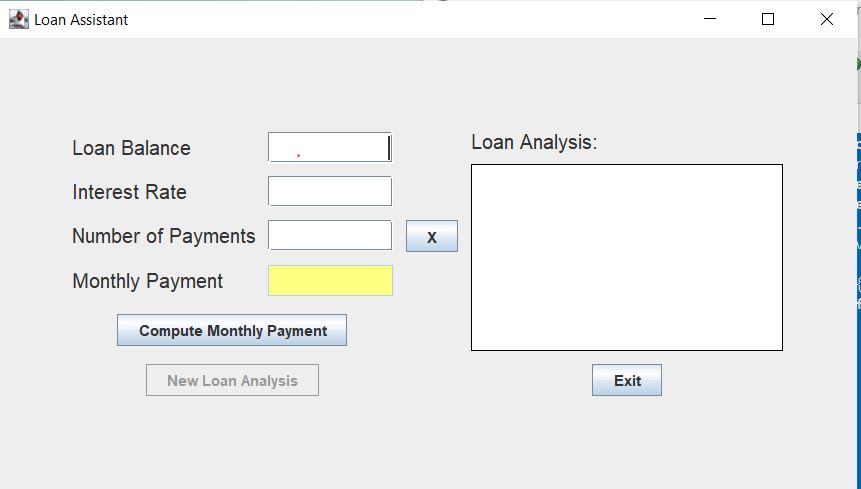 Loan Assistant
Loan Balance
Interest Rate
Number of Payments
X
Monthly Payment
Compute Monthly Payment
New Loan Analysis
Loan Analysis:
Exit